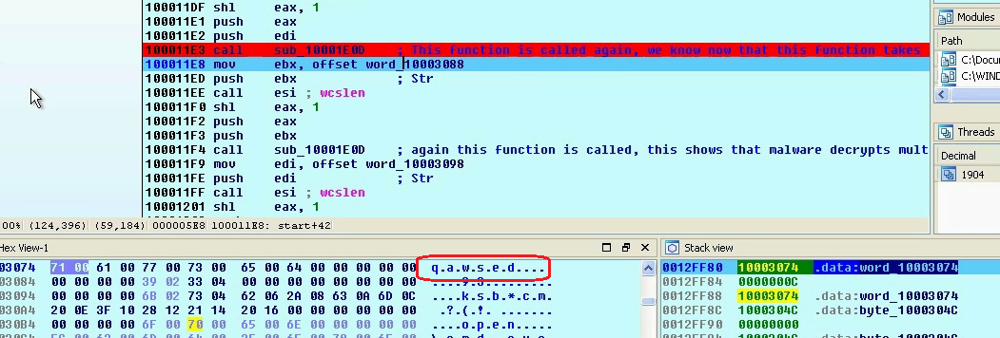 100011DF shl eax, 1
100011E1 push eax
100011E2 push edi
100011E3 call sub_10001E0D ; This function is called again, we know now that this function takes
100011E8 mov ebx, offset word_10003088
100011ED push ebx ; Str
100011EE call esi ; wcslen
100011F0 shl eax, 1
100011F2 push eax
100011F3 push ebx
100011F4 call sub_10001E0D ; again this function is called, this shows that malware decrypts mult
100011F9 mov edi, offset word_10003098
100011FE push edi ; Str
100011FF call esi ; wcslen
10001201 shl eax, 1
Modules
Path
C:\Docu
C:\WIND
Threads
Decimal
1904
00% (124,396) (59,184) 000005E8 100011E8: start+42
Hex View-1
03074 71 00 61 00 77 00 73 00 65 00 64 00 00 00 00 00 q.a.w.s.e.d.....
03084 00 00 00 00 39 02 33 04 00 00 00 00 00 00 00 00 ....9.3.........
03094 00 00 00 00 6B 02 73 04 62 06 2A 08 63 0A 6D 0C ....k.s.b.*.c.m.
030A4 20 0E 3F 10 28 12 21 14 20 16 00 00 00 00 00 00 .?.(.!. .......
030B4 00 00 00 00 6F 00 70 00 65 00 6E 00 00 00 00 00 ....o.p.e.n.....
Stack view
0012FF80 10003074 .data:word_10003074
0012FF84 0000000C
0012FF88 10003074 .data:word_10003074
0012FF8C 1000304C .data:byte_1000304C
0012FF90 00000000